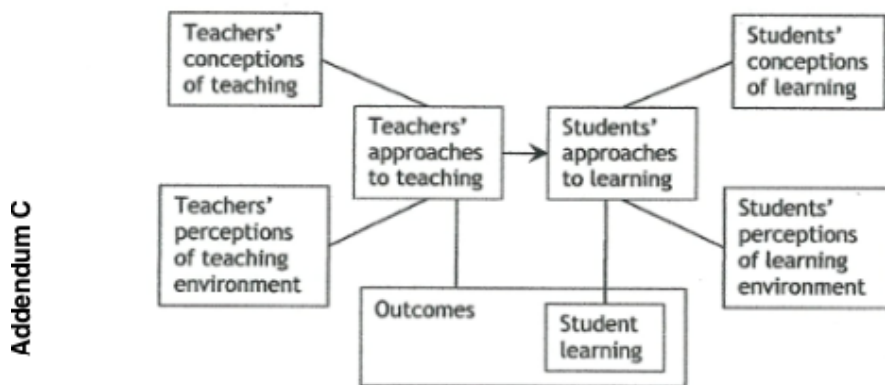 Addendum C
Teachers'
conceptions
of teaching
Students'
conceptions
of learning
Teachers'
approaches
to teaching
Students'
approaches
to learning
Teachers'
perceptions
of teaching
environment
Students'
perceptions
of learning
environment
Outcomes
Student
learning